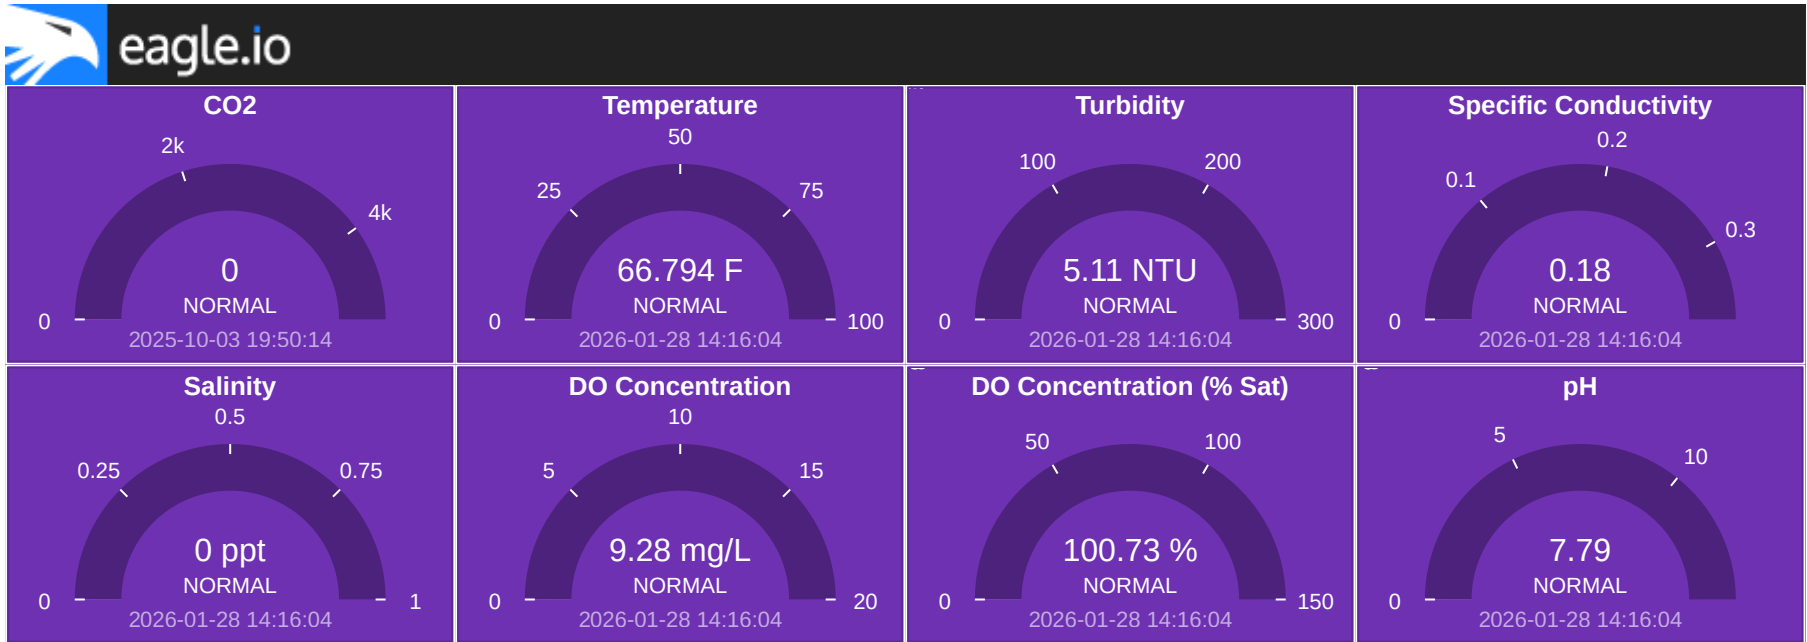 eagle.io
CO2
2k
4k
0
0
NORMAL
2025-10-03 19:50:14
Temperature
50
25
75
66.794 F
NORMAL
0
100
2026-01-28 14:16:04
Turbidity
100
200
5.11 NTU
NORMAL
0
300
2026-01-28 14:16:04
Specific Conductivity
0.2
0.1
0.3
0.18
NORMAL
0
2026-01-28 14:16:04
Salinity
0.5
0.25
0.75
0 ppt
NORMAL
0
1
2026-01-28 14:16:04
DO Concentration
10
5
15
9.28 mg/L
NORMAL
0
20
2026-01-28 14:16:04
DO Concentration (% Sat)
50
100
100.73 %
NORMAL
0
150
2026-01-28 14:16:04
pH
5
10
7.79
NORMAL
0
2026-01-28 14:16:04